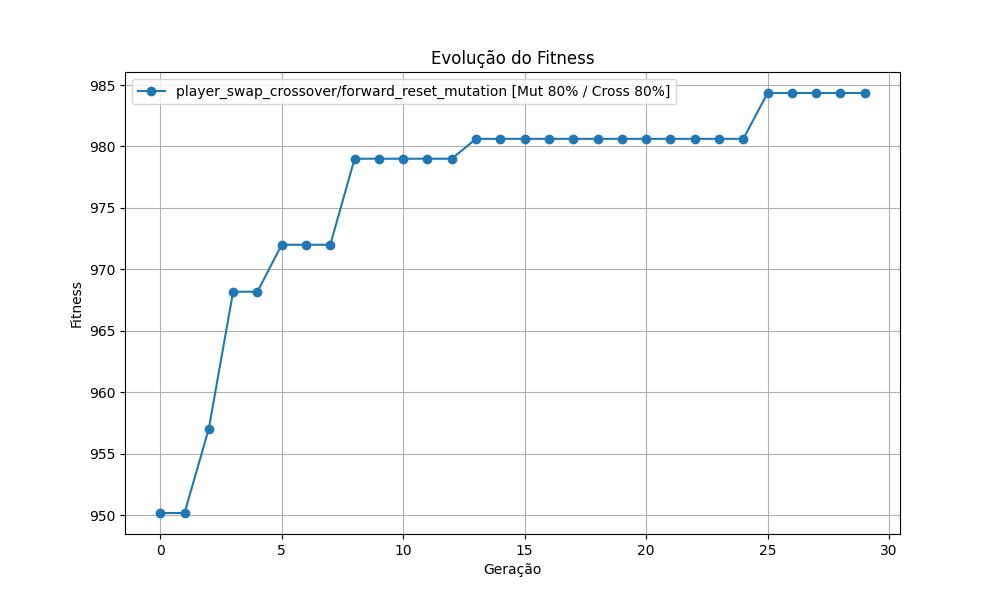 Evolução do Fitness
player_swap_crossover/forward_reset_mutation [Mut 80% / Cross 80%]
Fitness
985
980
975
970
965
960
955
950
0 5 10 15 20 25 30
Geração